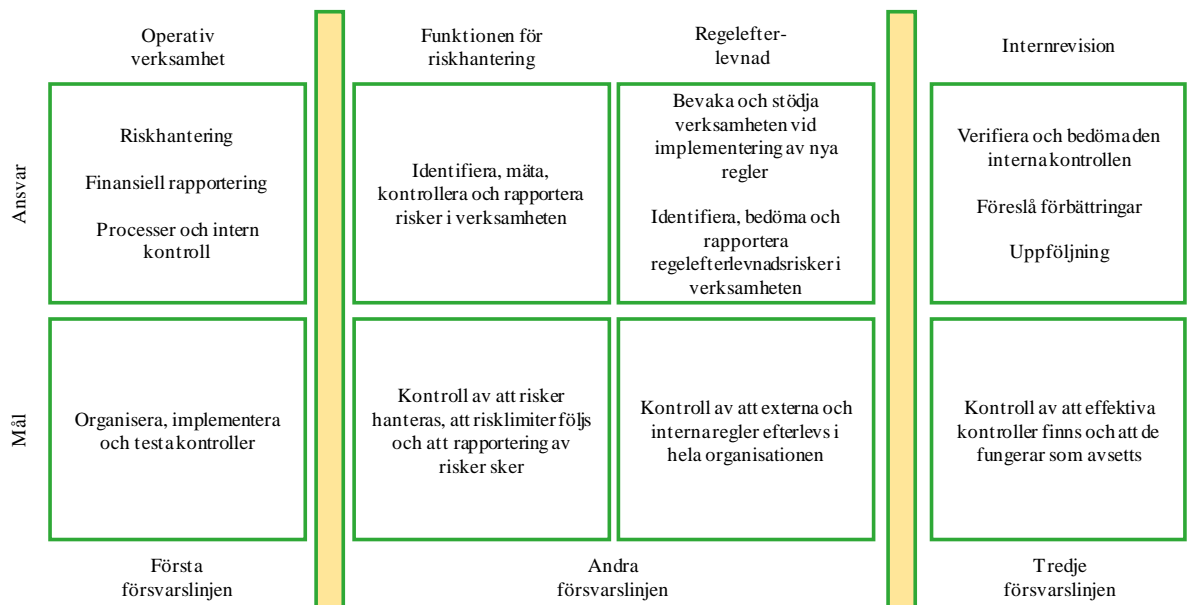 Operativ
verksamhet
Funktionen för
riskhantering
Regelefter-
levnad
Internrevision
Ansvar
Riskhantering
Finansiell rapportering
Processer och intern
kontroll
Identifiera, mäta,
kontrollera och rapportera
risker i verksamheten
Bevaka och stödja
verksamheten vid
implementering av nya
regler
Identifiera, bedöma och
rapportera
regelefterlevnadsrisker i
verksamheten
Verifiera och bedöma den
interna kontrollen
Föreslå förbättringar
Uppföljning
Mål
Organisera, implementera
och testa kontroller
Kontroll av att risker
hanteras, att risklimiter följs
och att rapportering av
risker sker
Kontroll av att externa och
interna regler efterlevs i
hela organisationen
Kontroll av att effektiva
kontroller finns och att de
fungerar som avsetts
Första
försvarslinjen
Andra
försvarslinjen
Tredje
försvarslinjen